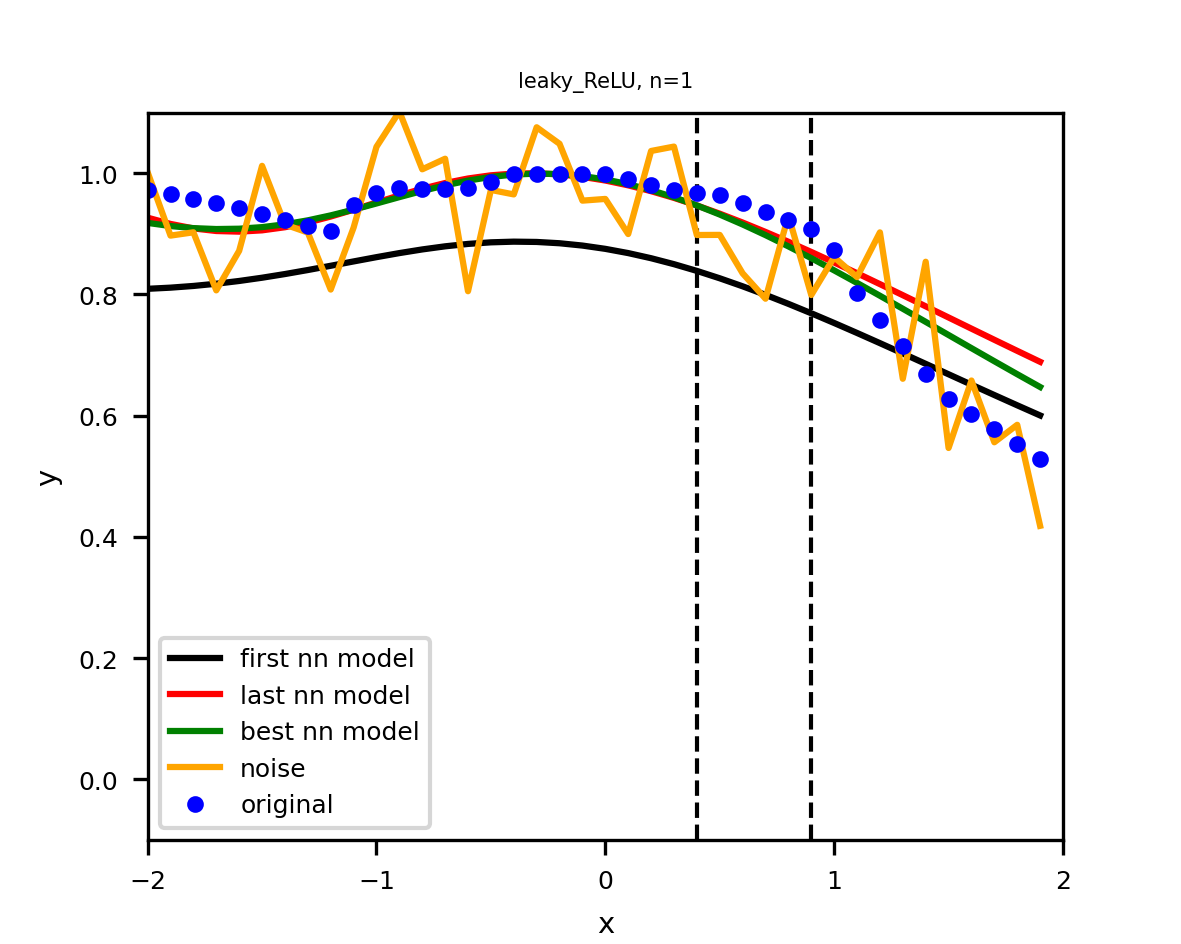 leaky_ReLU, n=1
1.0
0.8
0.6
0.4
0.2
0.0
y
first nn model
last nn model
best nn model
noise
original
−2
−1
0
1
2
x